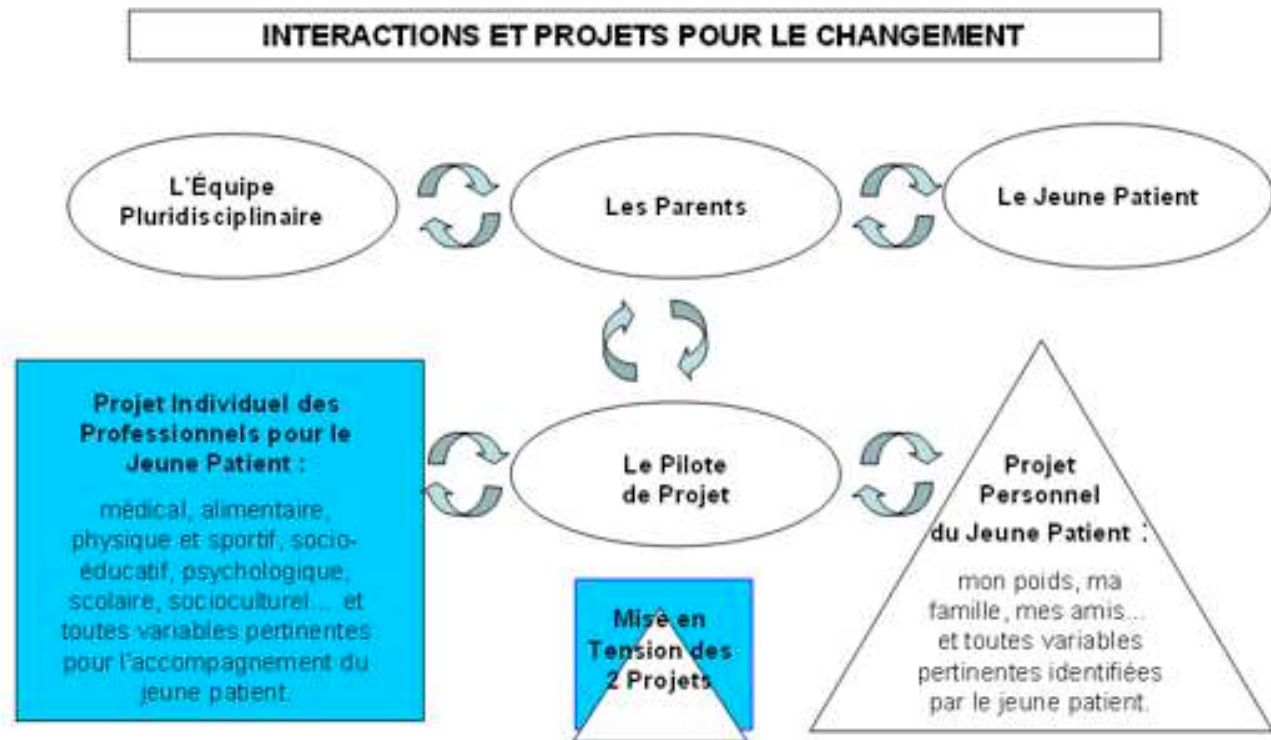 INTERACTIONS ET PROJETS POUR LE CHANGEMENT
L'Équipe
Pluridisciplinaire
Les Parents
Le Jeune Patient
Projet Individuel des
Professionnels pour le
Jeune Patient :
médical, alimentaire,
physique et sportif, socio-
éducatif, psychologique,
scolaire, socioculturel... et
toutes variables pertinentes
pour l'accompagnement du
jeune patient.
Le Pilote
de Projet
Mise en
Tension des
2 Projets
Projet
Personnel
du Jeune Patient :
mon poids, ma
famille, mes amis...
et toutes variables
pertinentes identifiées
par le jeune patient.